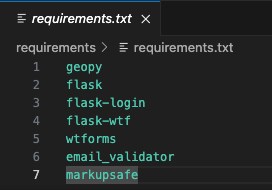 requirements.txt ×
requirements > requirements.txt
1 geopy
2 flask
3 flask-login
4 flask-wtf
5 wtforms
6 email_validator
7 markupsafe